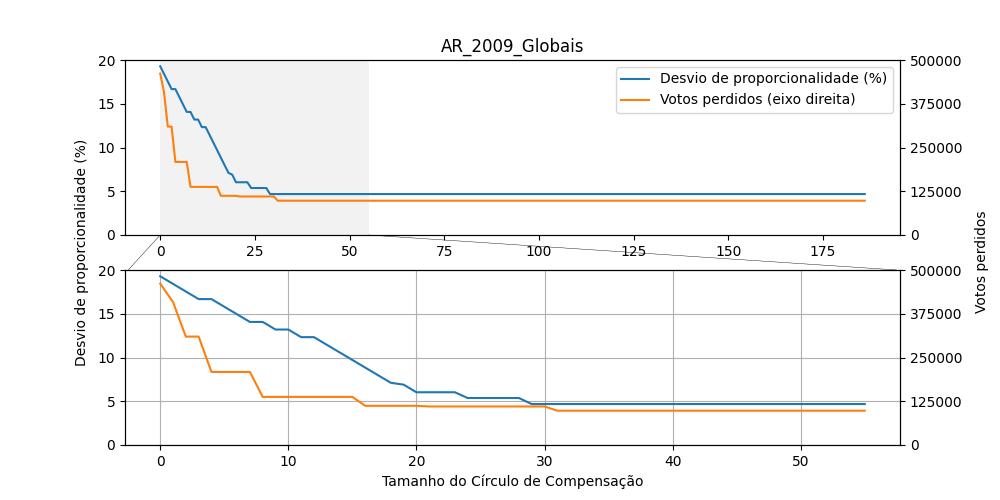 AR_2009_Globais
Desvio de proporcionalidade (%)
Votos perdidos (eixo direita)
20
15
10
5
0
500000
375000
250000
125000
0
0 25 50 75 100 125 150 175
Desvio de proporcionalidade (%)
Votos perdidos
20
15
10
5
0
500000
375000
250000
125000
0
0 10 20 30 40 50
Tamanho do Círculo de Compensação